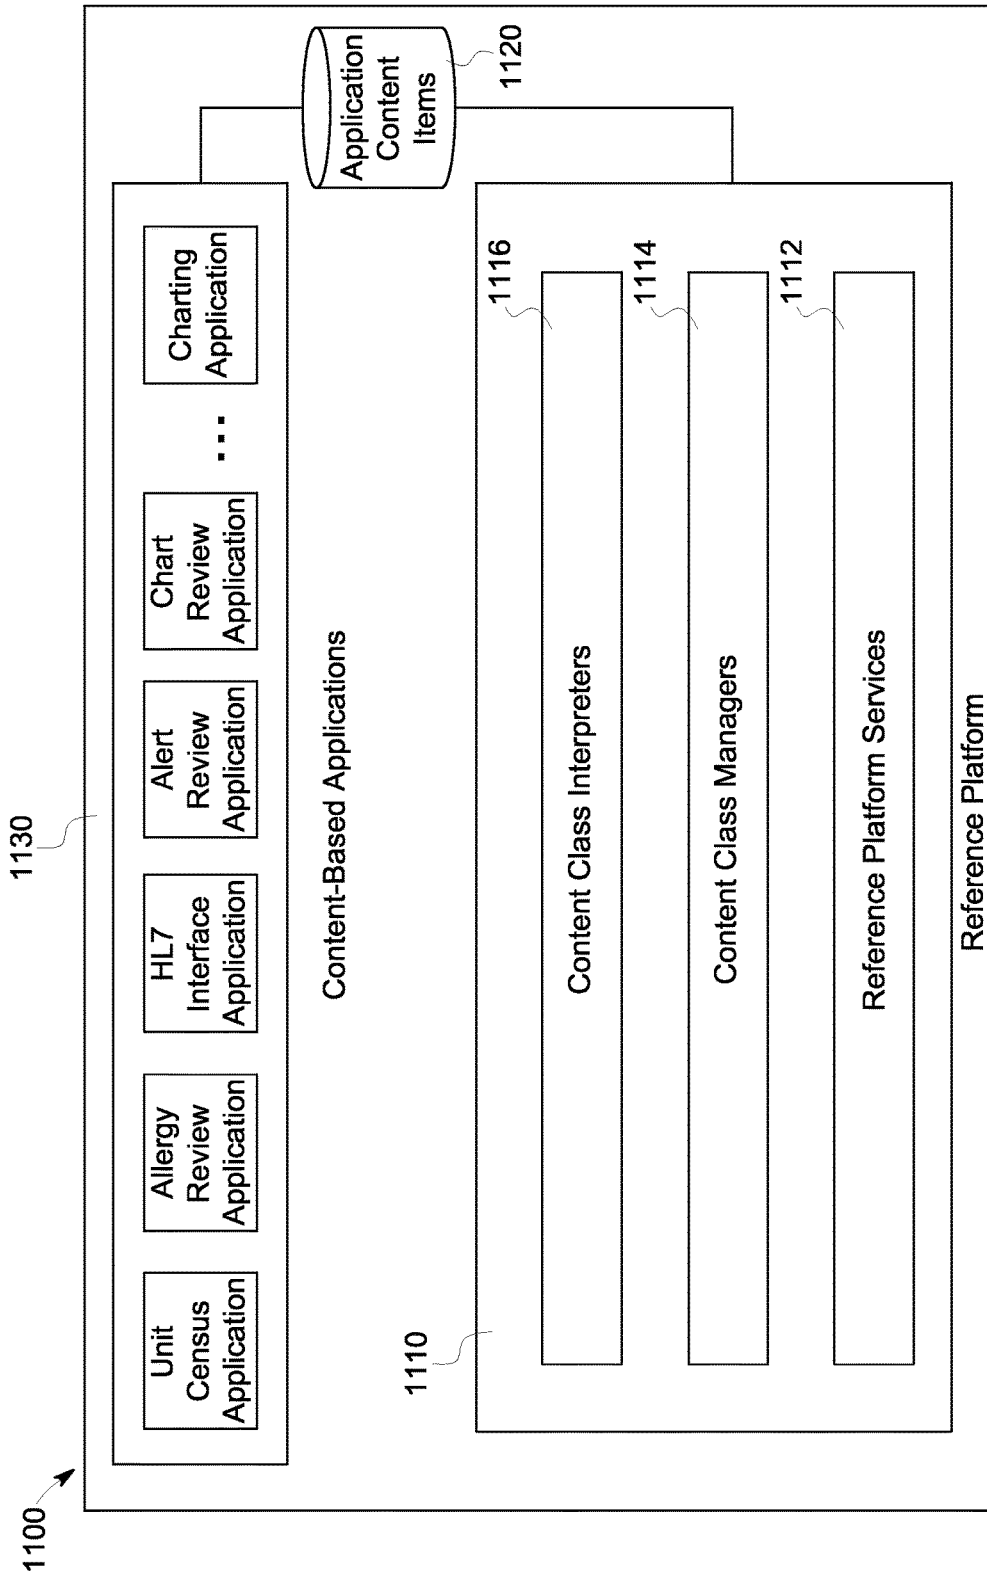 1100
1130
Unit
Census
Application
Allergy
Review
Application
HL7
Interface
Application
Alert
Review
Application
Chart
Review
Application
...
Charting
Application
Content-Based Applications
Application
Content
Items
1120
1110
1116
Content Class Interpreters
1114
Content Class Managers
1112
Reference Platform Services
Reference Platform